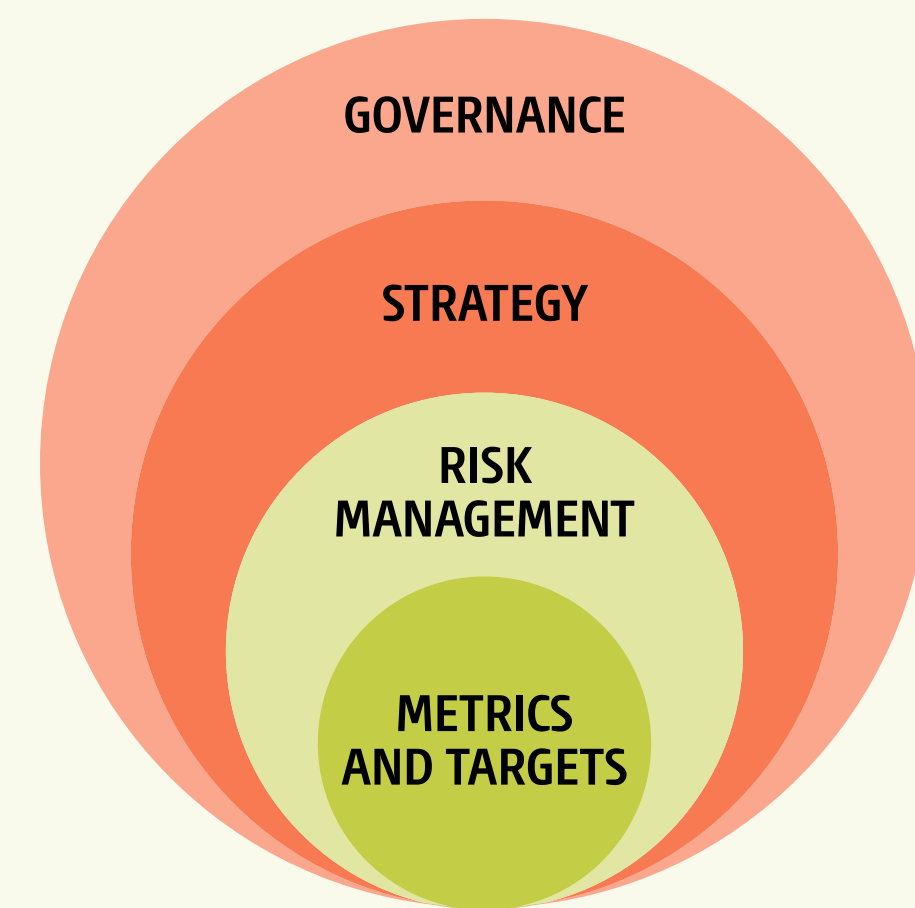 GOVERNANCE
STRATEGY
RISK
MANAGEMENT
METRICS
AND TARGETS